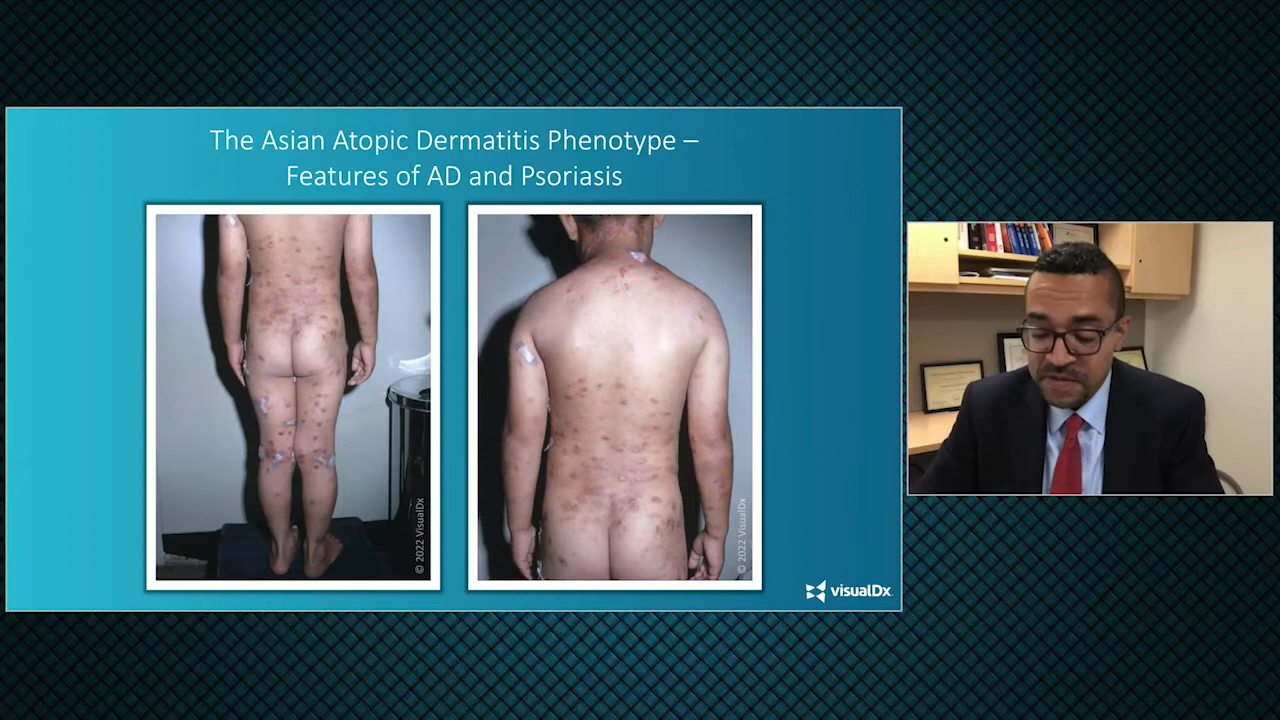 The Asian Atopic Dermatitis Phenotype –
Features of AD and Psoriasis
© 2022 VisualDx
© 2022 VisualDx
visualDx